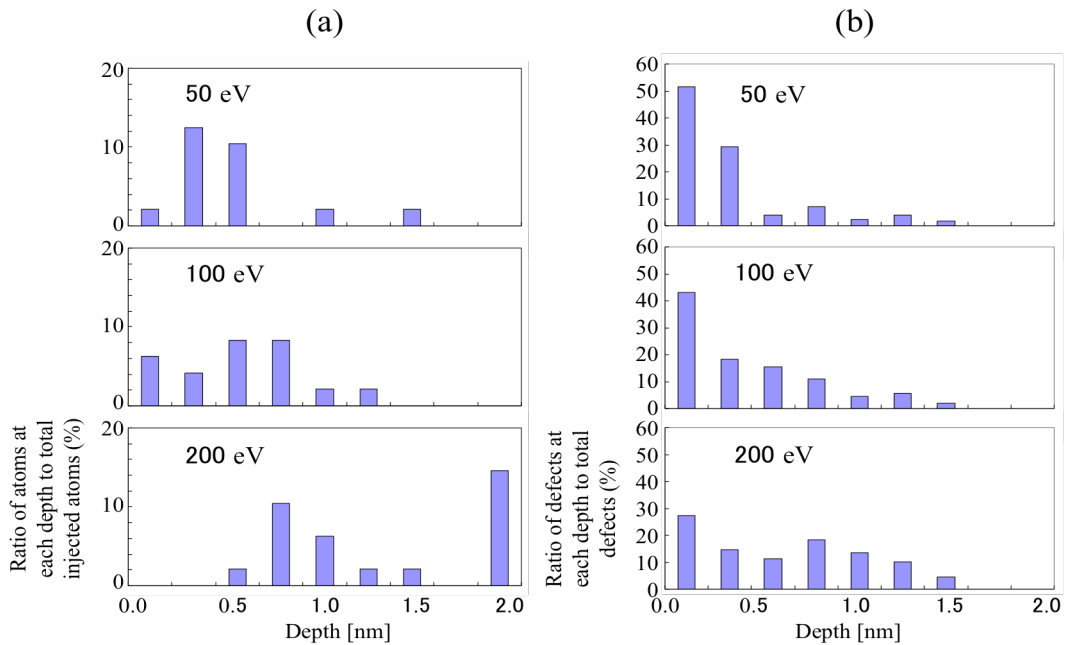 (a)
(b)
20
10
0
50 eV
60
50
40
30
20
10
0
50 eV
20
10
0
100 eV
60
50
40
30
20
10
0
100 eV
Ratio of atoms at
each depth to total
injected atoms (%)
20
10
0
200 eV
0.0
0.5
1.0
1.5
2.0
Depth [nm]
Ratio of defects at
each depth to total
defects (%)
60
50
40
30
20
10
0
200 eV
0.0
0.5
1.0
1.5
2.0
Depth [nm]